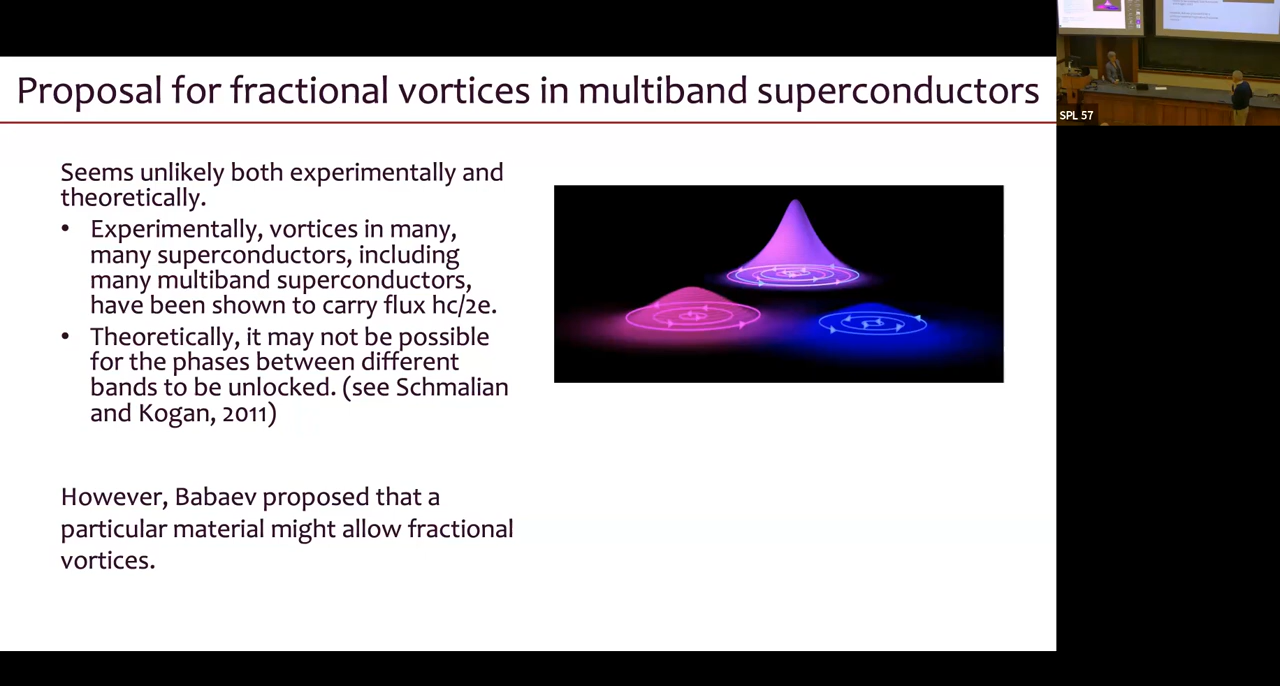 Proposal for fractional vortices in multiband superconductors
Seems unlikely both experimentally and
theoretically.
• Experimentally, vortices in many,
many superconductors, including
many multiband superconductors,
have been shown to carry flux hc/2e.
• Theoretically, it may not be possible
for the phases between different
bands to be unlocked. (see Schmalian
and Kogan, 2011)
However, Babaev proposed that a
particular material might allow fractional
vortices.
SPL 57